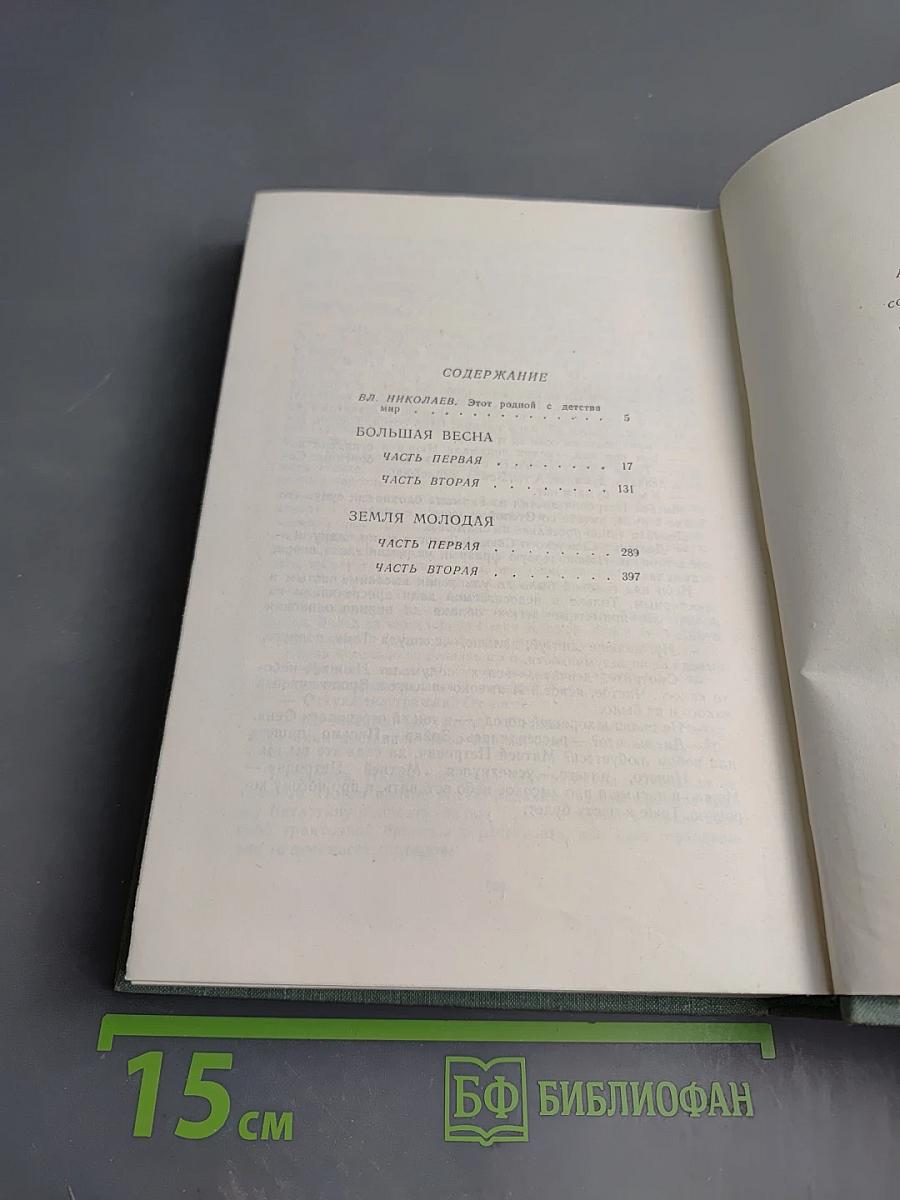 СОДЕРЖАНИЕ
ВЛ. НИКОЛАЕВ. Этот родной с детства
мир . . . . . . . . . . . . . . 5
БОЛЬШАЯ ВЕСНА
ЧАСТЬ ПЕРВАЯ . . . . . . . . 17
ЧАСТЬ ВТОРАЯ . . . . . . . . 131
ЗЕМЛЯ МОЛОДАЯ
ЧАСТЬ ПЕРВАЯ . . . . . . . . 289
ЧАСТЬ ВТОРАЯ . . . . . . . . 397
15 см
БФ БИБЛИОФАН